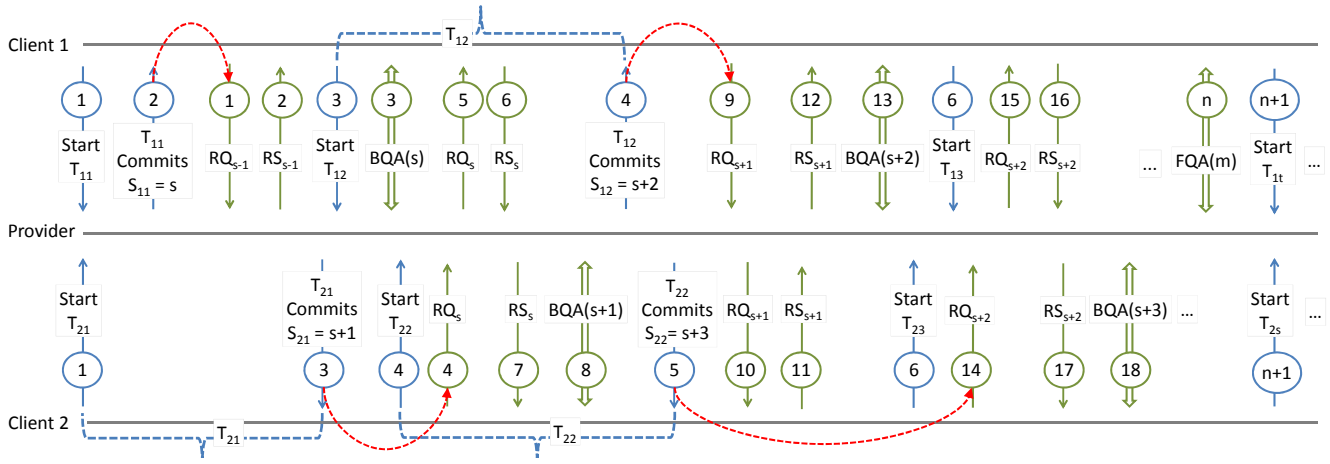 T12
Client 1
1 2 1 2 3 3 5 6 4 9 12 13 6 15 16 n n+1
Start
T11
T11
Commits
S11 = s
RQs-1
RSs-1
Start
T12
BQA(s)
RQs
RSs
T12
Commits
S12 = s+2
RQs+1
RSs+1
BQA(s+2)
Start
T13
RQs+2
RSs+2
...
FQA(m)
Start
T1t
...
Provider
Start
T21
T21
Commits
S21 = s+1
Start
T22
RQs
RSs
BQA(s+1)
T22
Commits
S22= s+3
RQs+1
RSs+1
Start
T23
RQs+2
RSs+2
BQA(s+3)
...
Start
T2s
...
1 3 4 4 7 8 5 10 11 6 14 17 18 n+1
Client 2
T21
T22